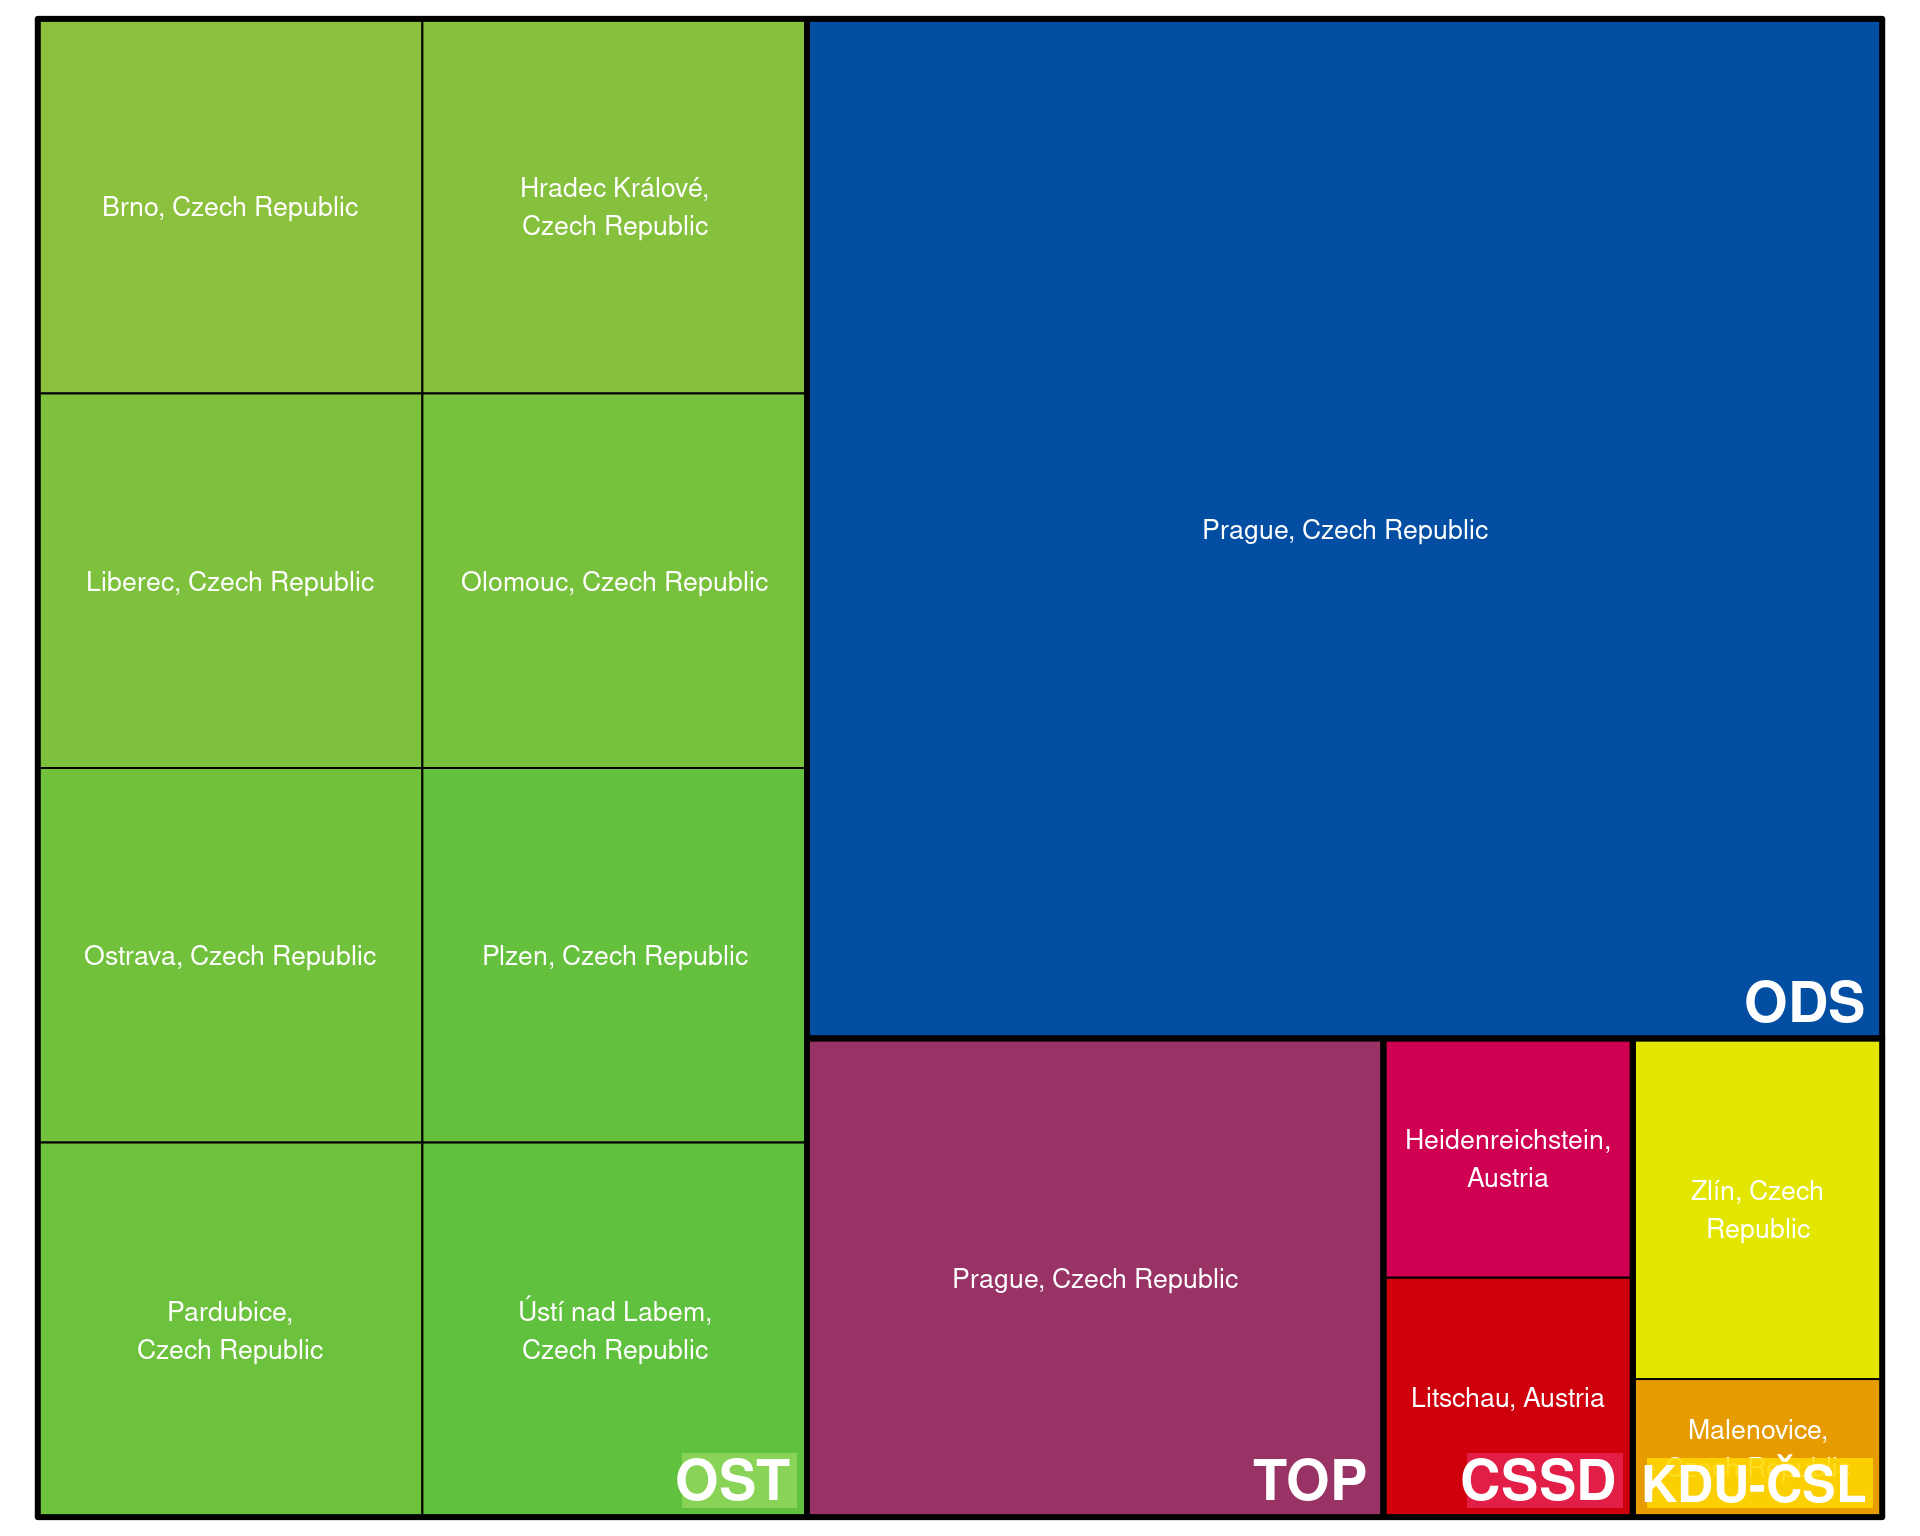 Brno, Czech Republic
Hradec Králové,
Czech Republic
Liberec, Czech Republic
Olomouc, Czech Republic
Ostrava, Czech Republic
Plzen, Czech Republic
Pardubice,
Czech Republic
Ústí nad Labem,
Czech Republic
OST
Prague, Czech Republic
ODS
Prague, Czech Republic
TOP
Heidenreichstein,
Austria
Litschau, Austria
CSSD
Zlín, Czech
Republic
Malenovice,
Czech Republic
KDU-ČSL